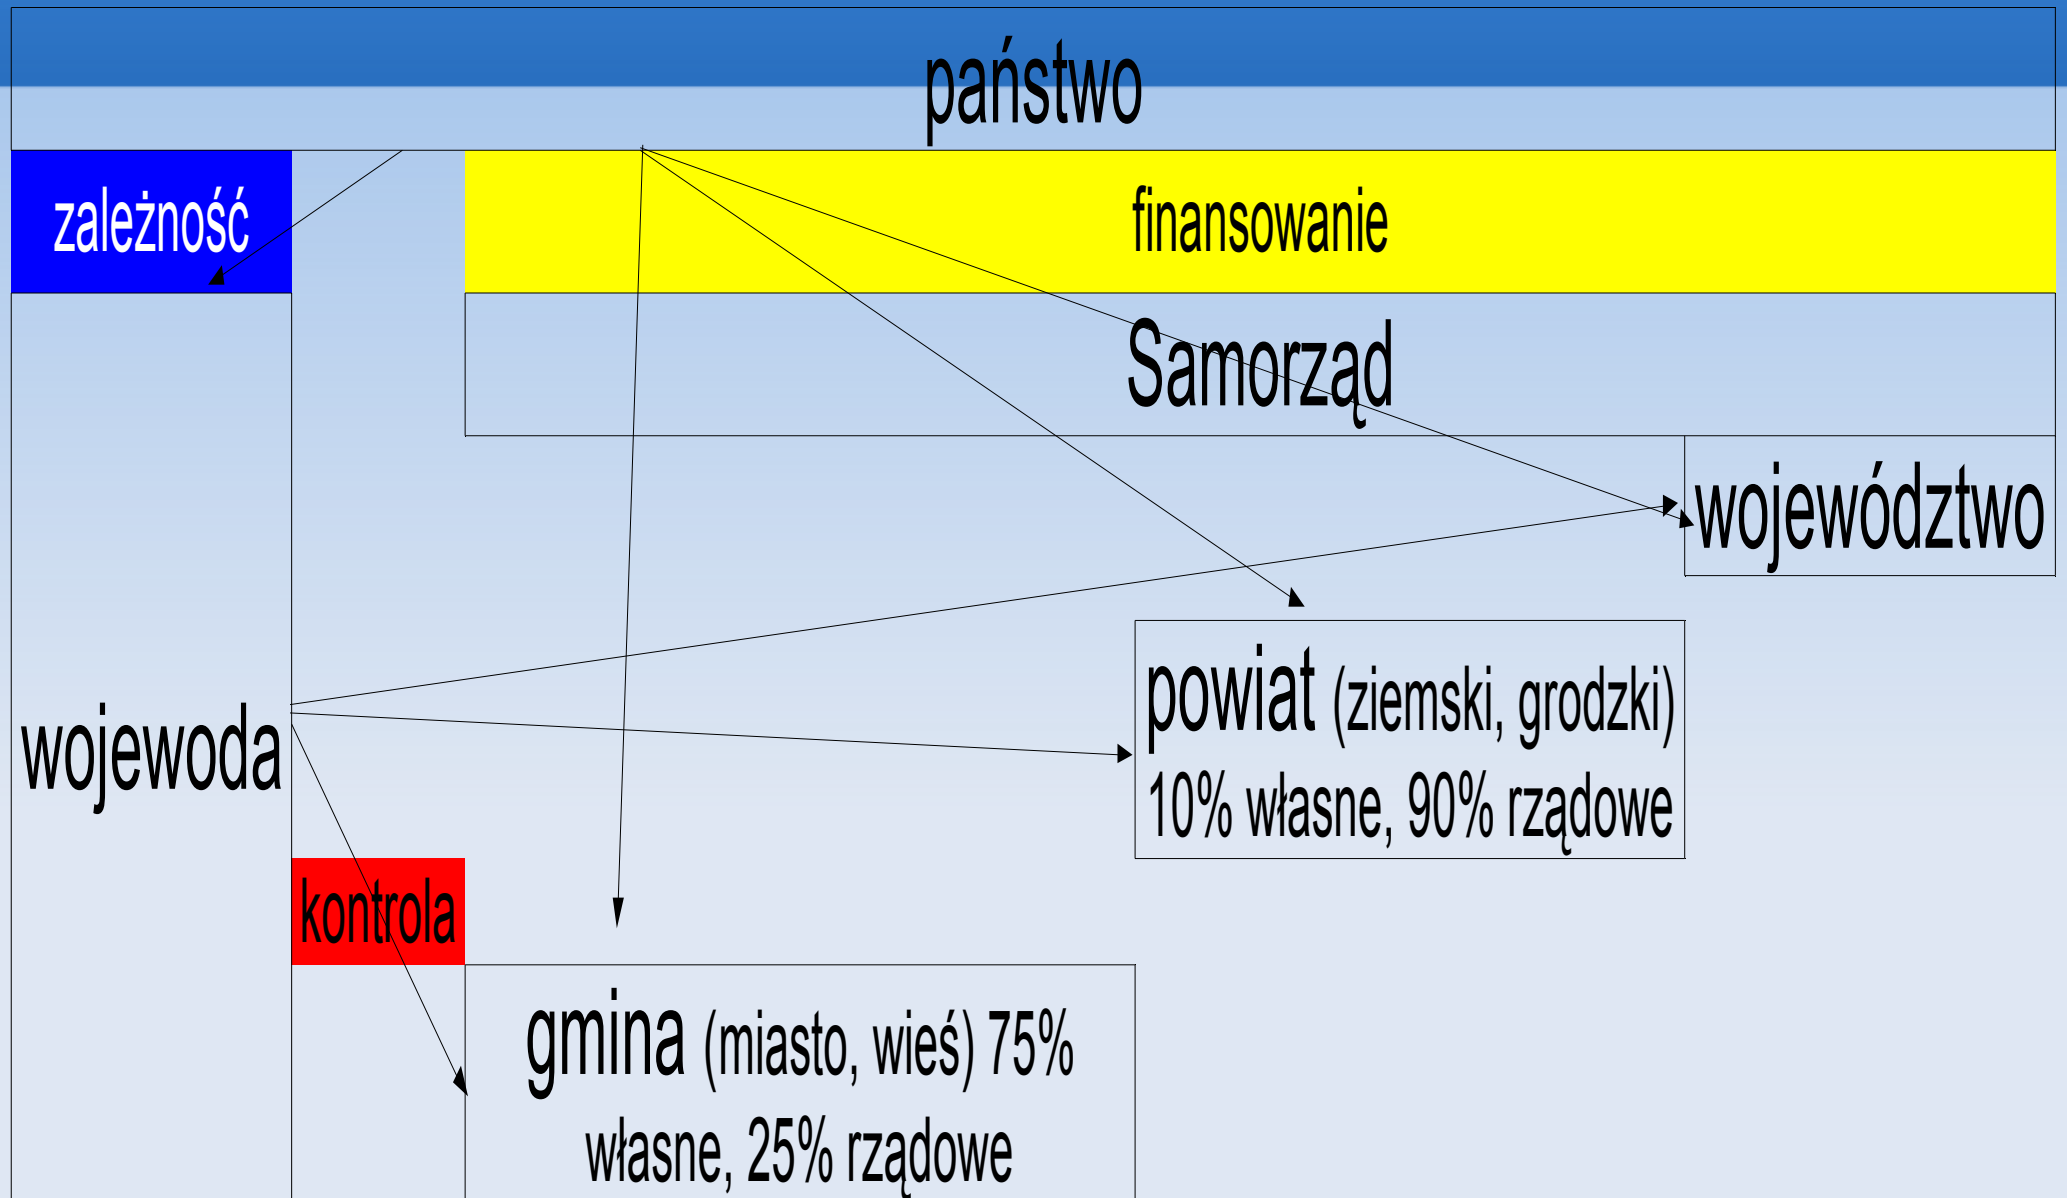 państwo
zależność
finansowanie
Samorząd
województwo
wojewoda
powiat (ziemski, grodzki)
10% własne, 90% rządowe
kontrola
gmina (miasto, wieś) 75%
własne, 25% rządowe